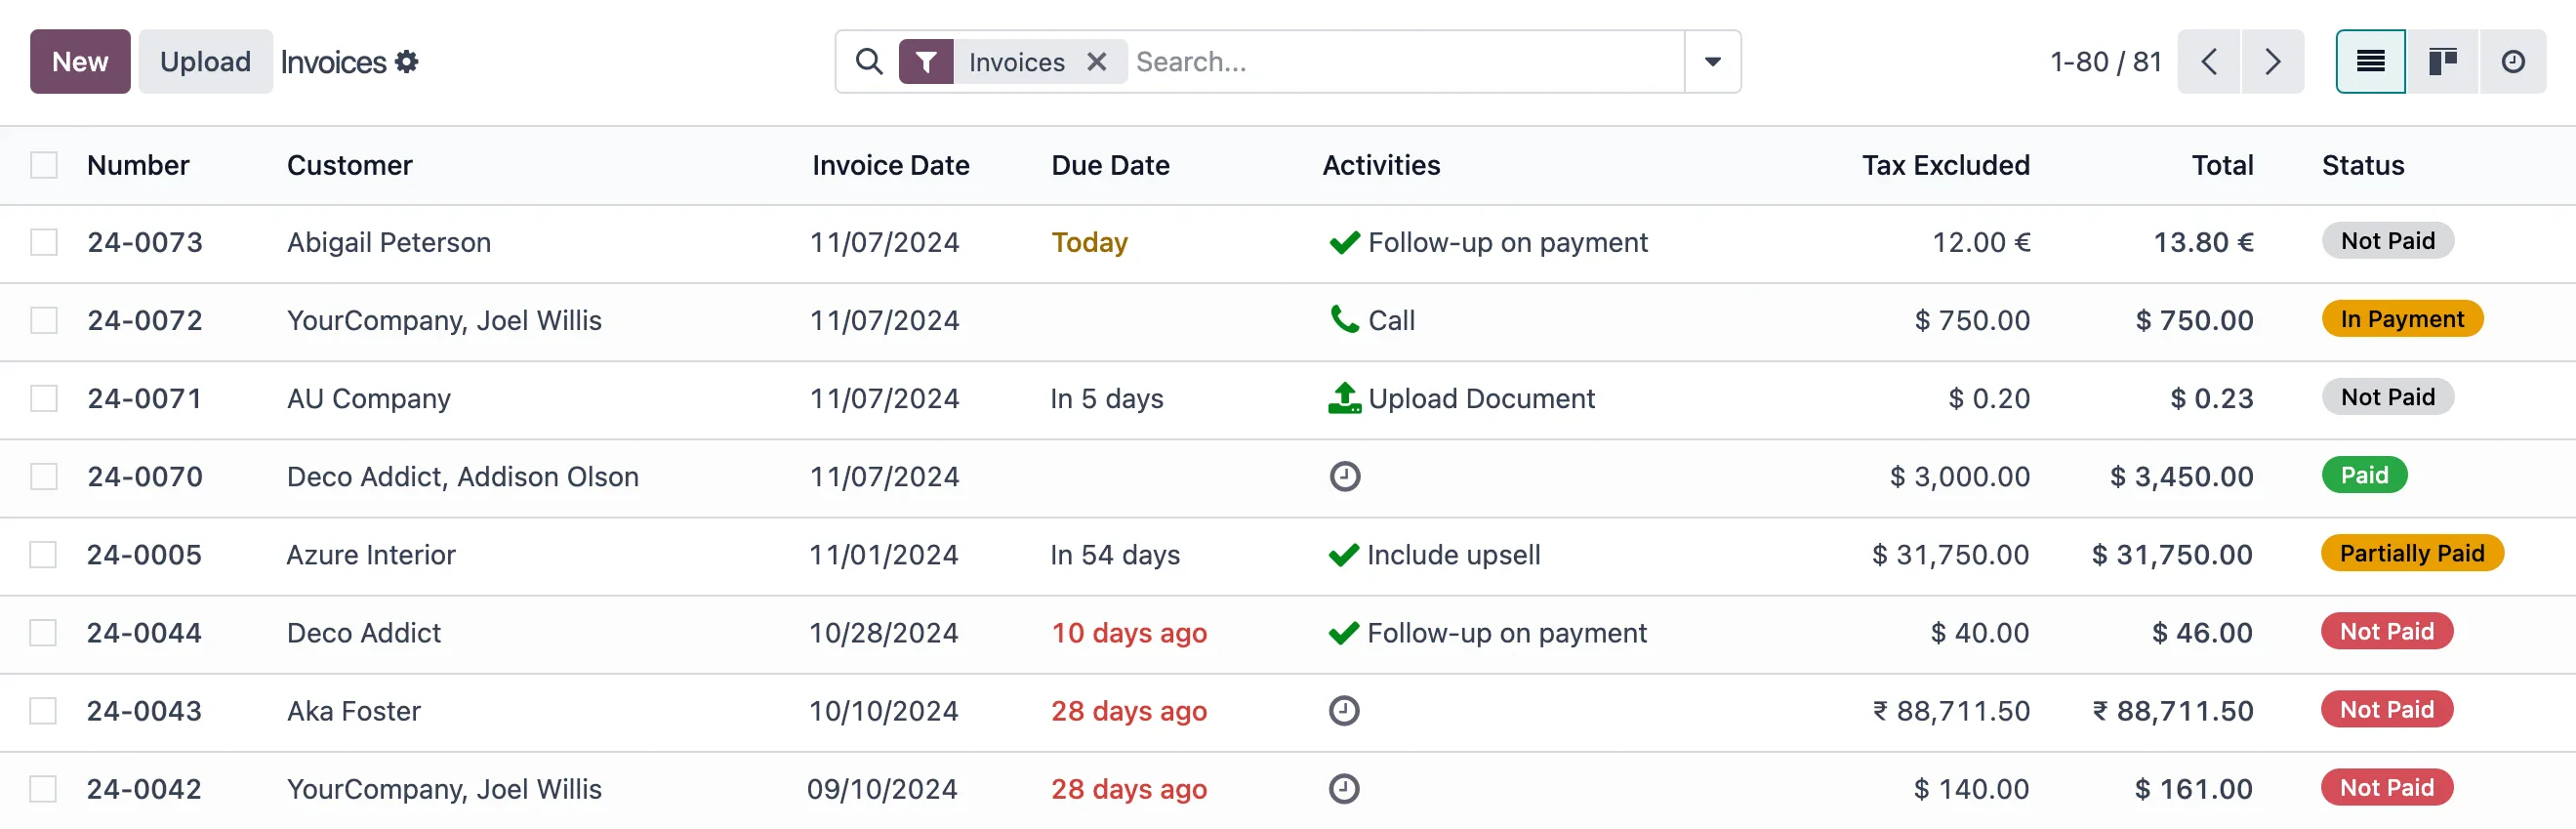 New Upload Invoices Invoices Search... 1-80 / 81
Number Customer Invoice Date Due Date Activities Tax Excluded Total Status
24-0073 Abigail Peterson 11/07/2024 Today Follow-up on payment 12.00 € 13.80 € Not Paid
24-0072 YourCompany, Joel Willis 11/07/2024 Call $ 750.00 $ 750.00 In Payment
24-0071 AU Company 11/07/2024 In 5 days Upload Document $ 0.20 $ 0.23 Not Paid
24-0070 Deco Addict, Addison Olson 11/07/2024 $ 3,000.00 $ 3,450.00 Paid
24-0005 Azure Interior 11/01/2024 In 54 days Include upsell $ 31,750.00 $ 31,750.00 Partially Paid
24-0044 Deco Addict 10/28/2024 10 days ago Follow-up on payment $ 40.00 $ 46.00 Not Paid
24-0043 Aka Foster 10/10/2024 28 days ago ₹ 88,711.50 ₹ 88,711.50 Not Paid
24-0042 YourCompany, Joel Willis 09/10/2024 28 days ago $ 140.00 $ 161.00 Not Paid